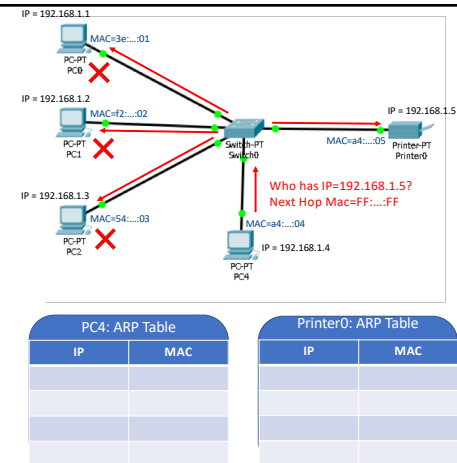 IP = 192.168.1.1
MAC=3e:...:01
PC-PT
PC0
IP = 192.168.1.2
MAC=f2:...:02
PC-PT
PC1
IP = 192.168.1.5
MAC=a4:...:05
Switch-PT
Switch0
Printer-PT
Printer0
IP = 192.168.1.3
MAC=54:...:03
PC-PT
PC2
Who has IP=192.168.1.5?
Next Hop Mac=FF:...:FF
MAC=a4:...:04
IP = 192.168.1.4
PC-PT
PC4
PC4: ARP Table
IP MAC
Printer0: ARP Table
IP MAC